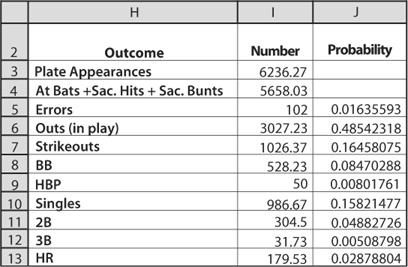 H I J
2 Outcome Number Probability
3 Plate Appearances 6236.27
4 At Bats +Sac. Hits + Sac. Bunts 5658.03
5 Errors 102 0.01635593
6 Outs (in play) 3027.23 0.48542318
7 Strikeouts 1026.37 0.16458075
8 BB 528.23 0.08470288
9 HBP 50 0.00801761
10 Singles 986.67 0.15821477
11 2B 304.5 0.04882726
12 3B 31.73 0.00508798
13 HR 179.53 0.02878804